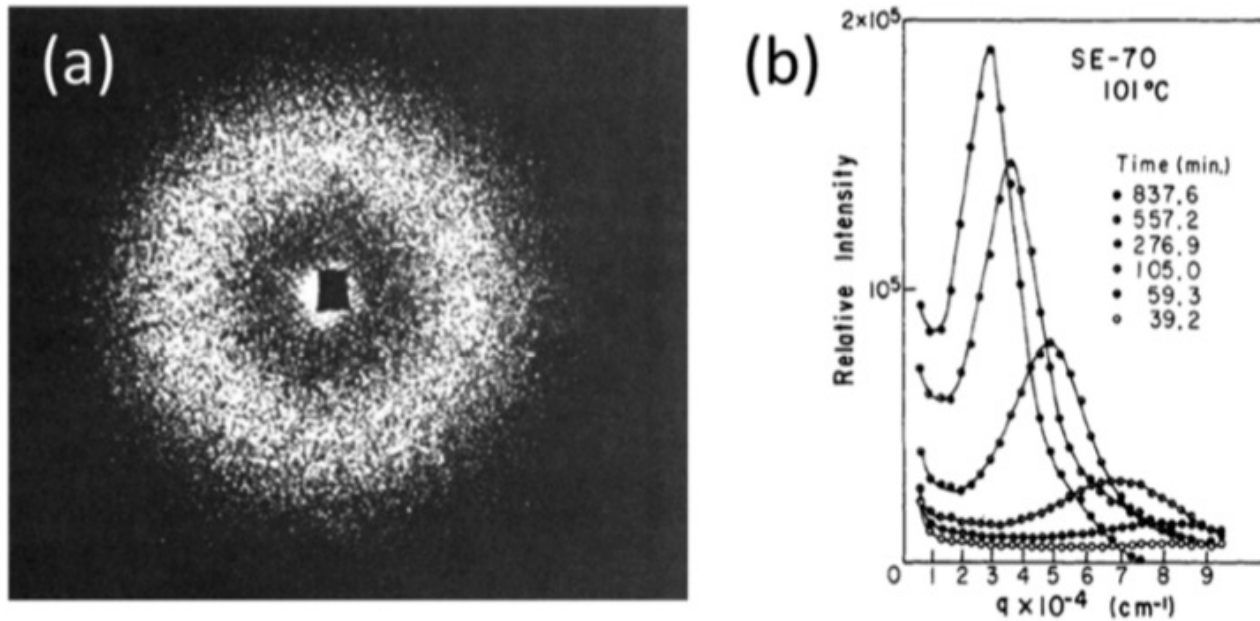 (a)
(b)
2×10⁵
SE-70
101°C
Time (min.)
837.6
557.2
276.9
105.0
59.3
39.2
Relative Intensity
10⁵
0 1 2 3 4 5 6 7 8 9
q ×10⁻⁴ (cm⁻¹)